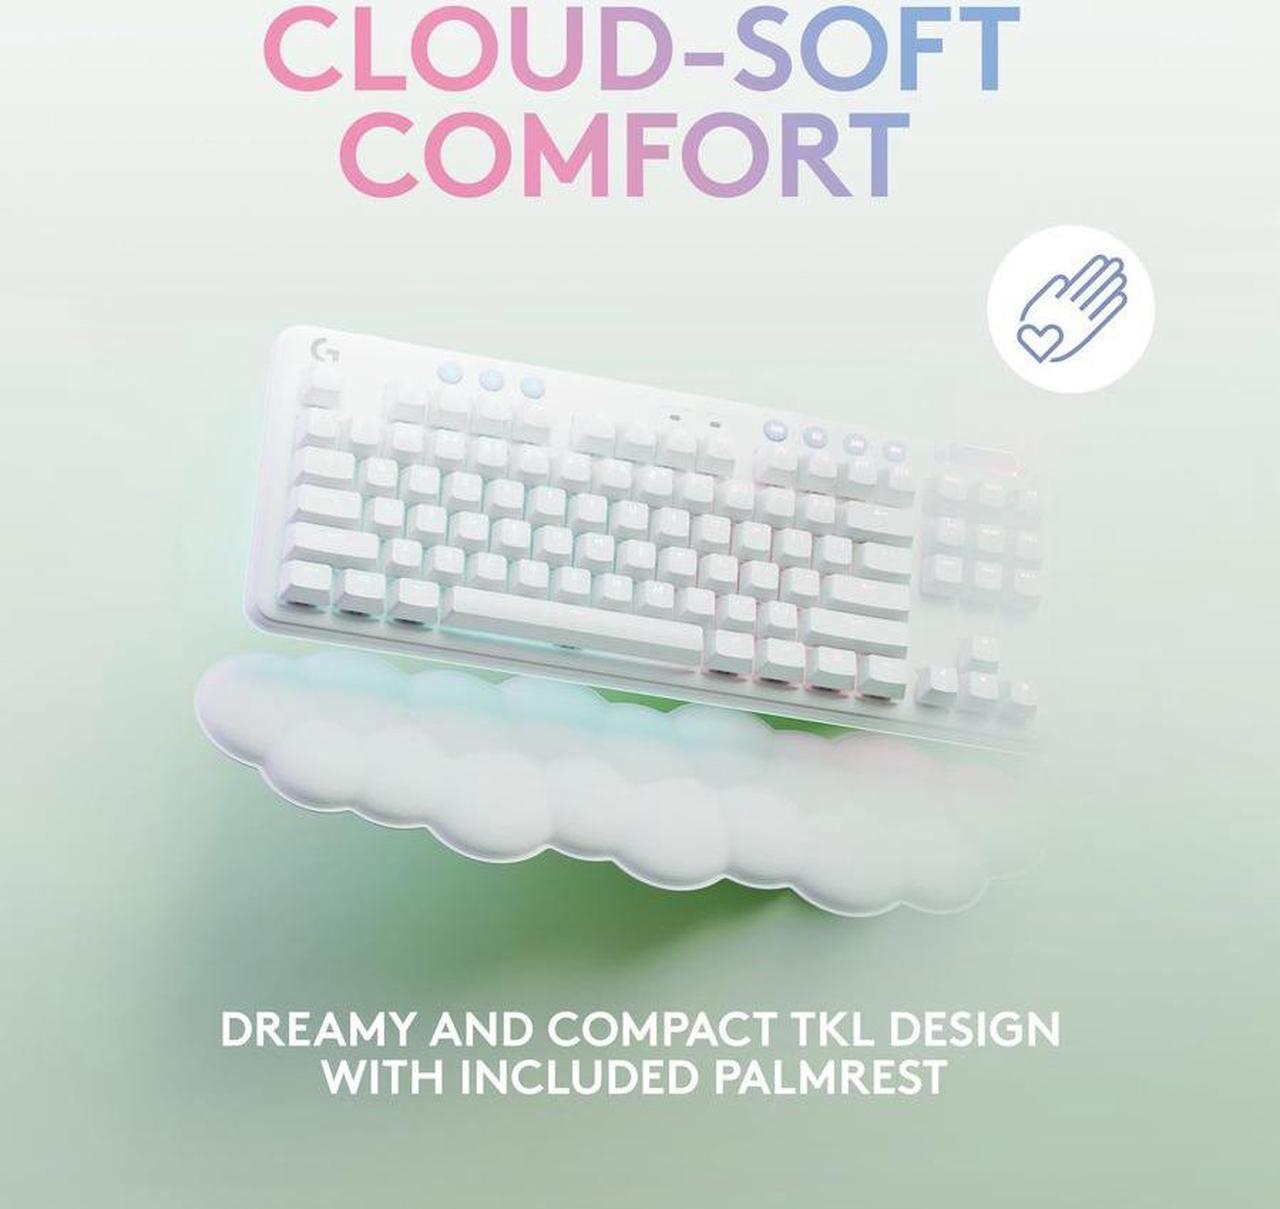 CLOUD-SOFT
COMFORT
G
DREAMY AND COMPACT TKL DESIGN
WITH INCLUDED PALMREST